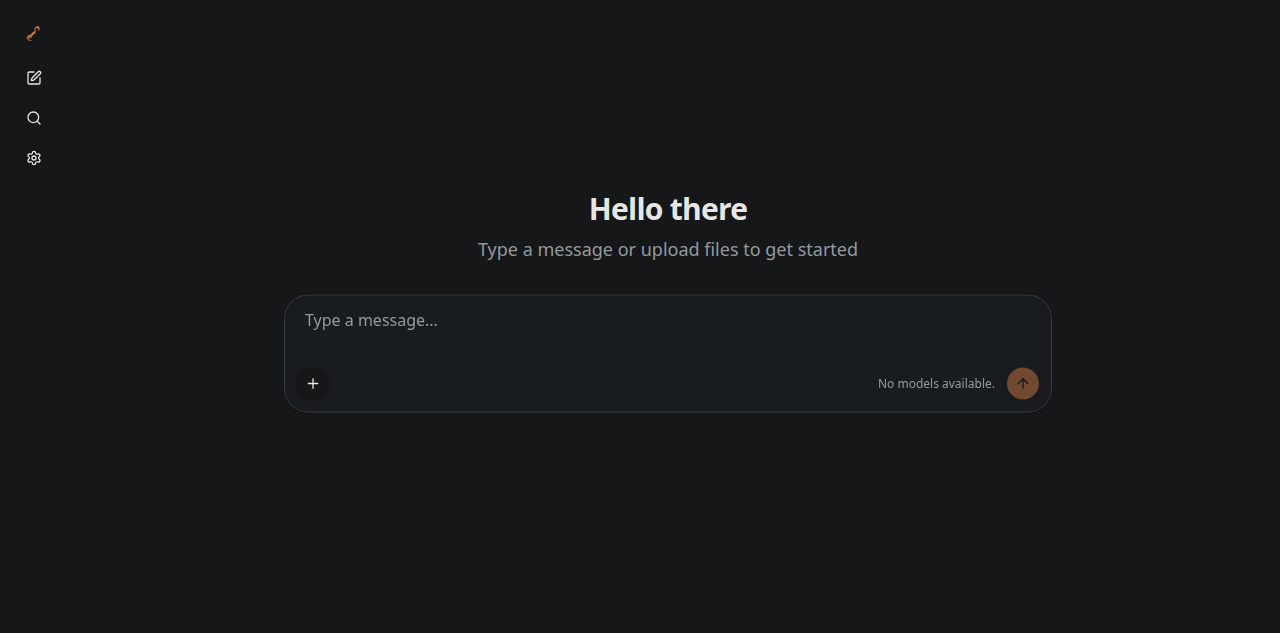 Hello there
Type a message or upload files to get started
Type a message...
No models available.